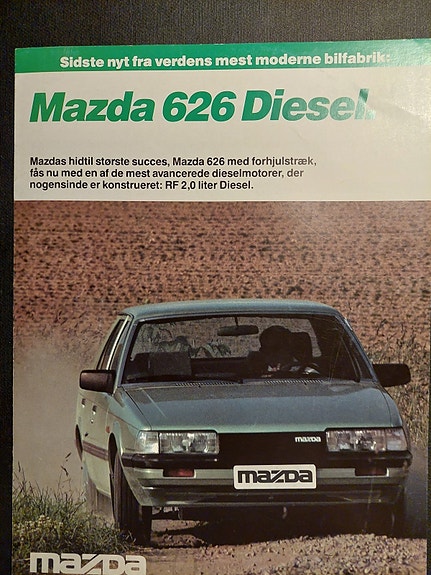 Sidste nyt fra verdens mest moderne bilfabrik:
Mazda 626 Diesel.
Mazdas hidtil største succes, Mazda 626 med forhjulstræk,
fås nu med en af de mest avancerede dieselmotorer, der
nogensinde er konstrueret: RF 2,0 liter Diesel.
mazda
mazda
mazda